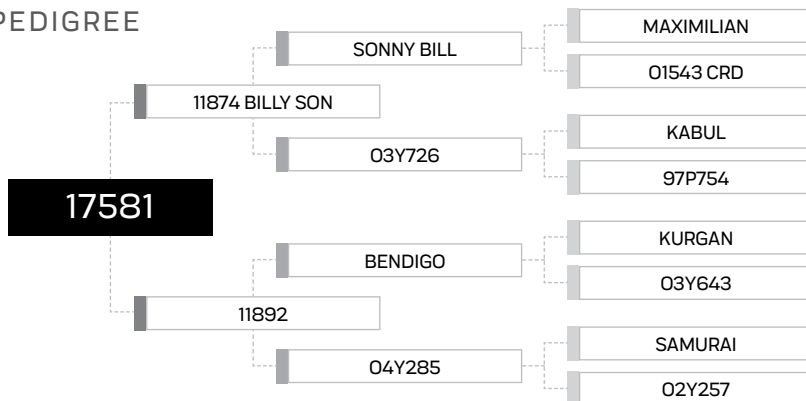 PEDIGREE
MAXIMILIAN
SONNY BILL
01543 CRD
11874 BILLY SON
KABUL
03Y726
97P754
17581
KURGAN
BENDIGO
03Y643
11892
SAMURAI
04Y285
02Y257